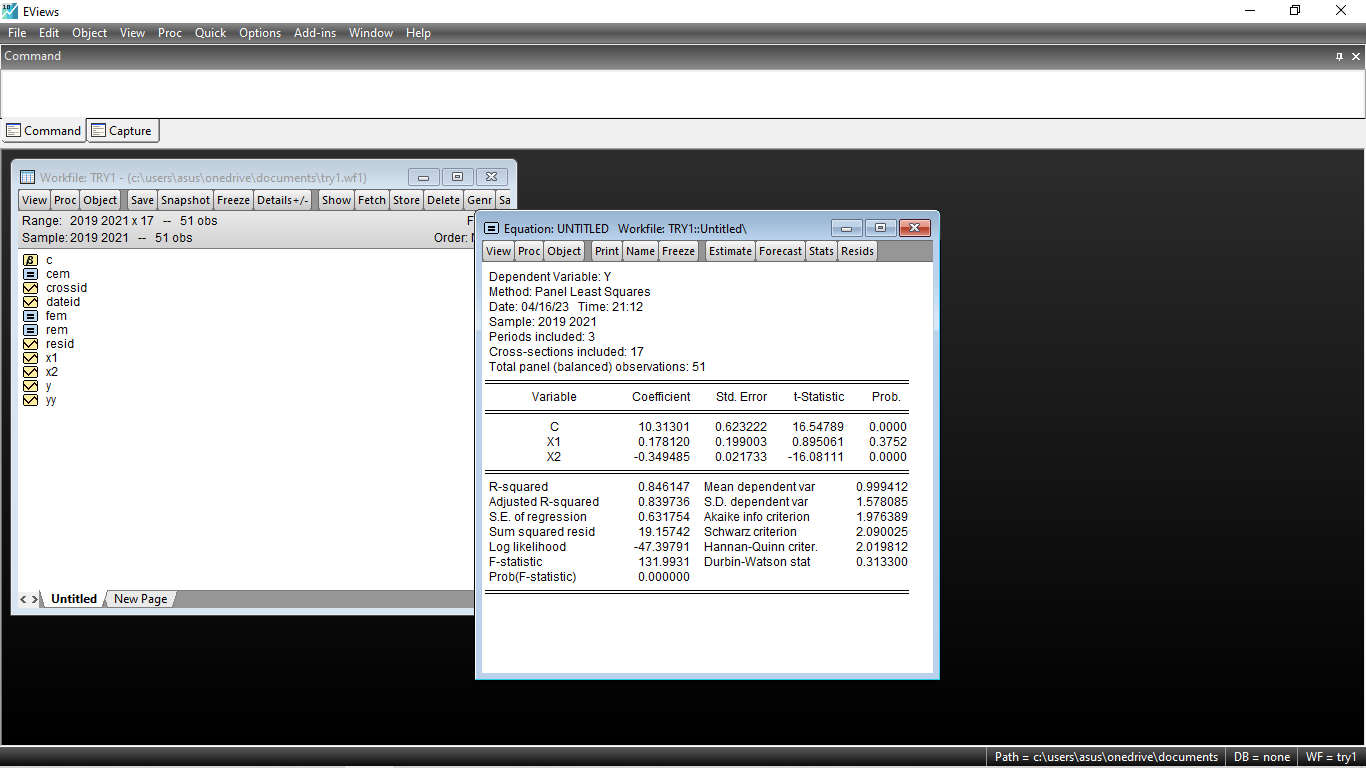 EViews
File Edit Object View Proc Quick Options Add-ins Window Help
Command
Command Capture
Workfile: TRY1 - (c:\users\asus\onedrive\documents\try1.wf1)
View Proc Object Save Snapshot Freeze Details+/- Show Fetch Store Delete Genr Sa
Range: 2019 2021 x 17 -- 51 obs F
Sample: 2019 2021 -- 51 obs Order:
c
cem
crossid
dateid
fem
rem
resid
x1
x2
y
yy
Untitled New Page
Equation: UNTITLED Workfile: TRY1::Untitled\
View Proc Object Print Name Freeze Estimate Forecast Stats Resids
Dependent Variable: Y
Method: Panel Least Squares
Date: 04/16/23 Time: 21:12
Sample: 2019 2021
Periods included: 3
Cross-sections included: 17
Total panel (balanced) observations: 51
Variable Coefficient Std. Error t-Statistic Prob.
C 10.31301 0.623222 16.54789 0.0000
X1 0.178120 0.199003 0.895061 0.3752
X2 -0.349485 0.021733 -16.08111 0.0000
R-squared 0.846147 Mean dependent var 0.999412
Adjusted R-squared 0.839736 S.D. dependent var 1.578085
S.E. of regression 0.631754 Akaike info criterion 1.976389
Sum squared resid 19.15742 Schwarz criterion 2.090025
Log likelihood -47.39791 Hannan-Quinn criter. 2.019812
F-statistic 131.9931 Durbin-Watson stat 0.313300
Prob(F-statistic) 0.000000
Path = c:\users\asus\onedrive\documents DB = none WF = try1